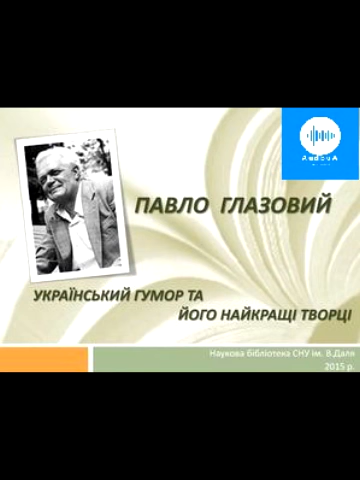 ПАВЛО ГЛАЗОВИЙ
УКРАЇНСЬКИЙ ГУМОР ТА
ЙОГО НАЙКРАЩІ ТВОРЦІ
Наукова бібліотека СНУ ім. В.Даля
2015 р.